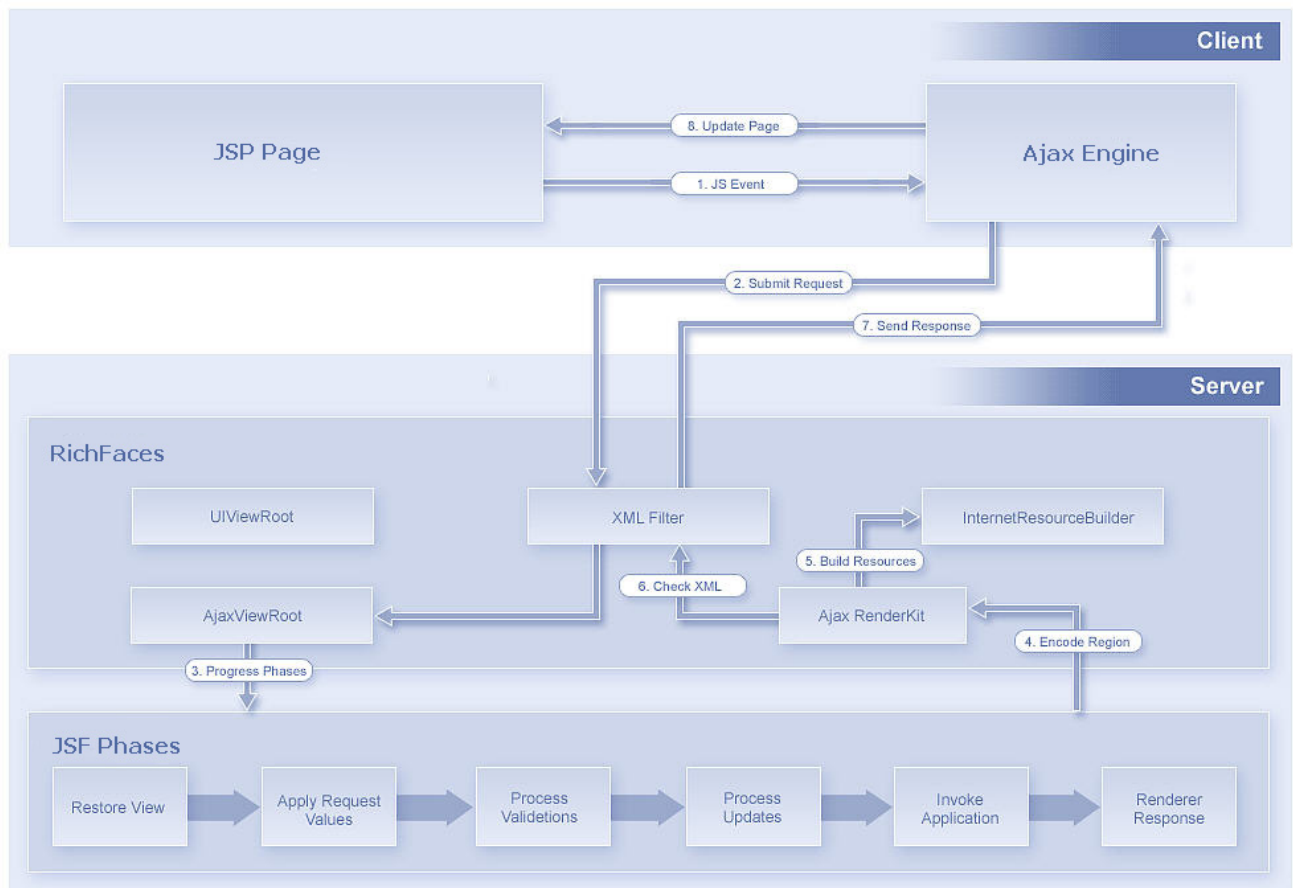 Client
JSP Page
8. Update Page
1. JS Event
Ajax Engine
2. Submit Request
7. Send Response
Server
RichFaces
UIViewRoot
XML Filter
InternetResourceBuilder
5. Build Resources
6. Check XML
AjaxViewRoot
Ajax RenderKit
4. Encode Region
3. Progress Phases
JSF Phases
Restore View
Apply Request
Values
Process
Validetions
Process
Updates
Invoke
Application
Renderer
Response